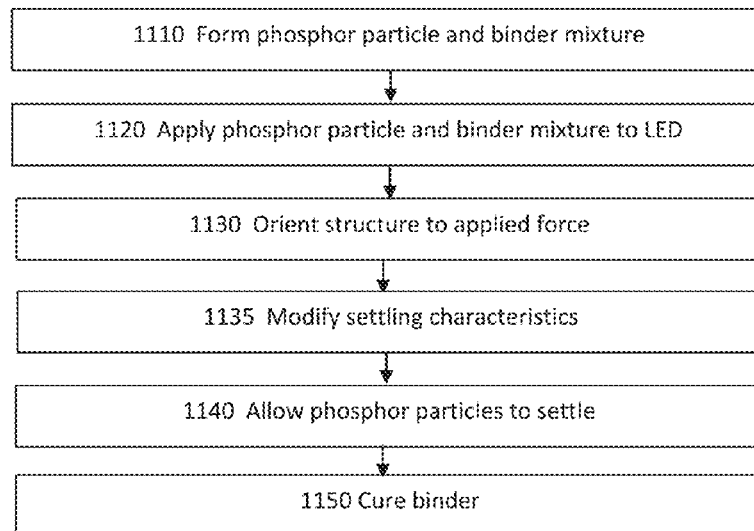 1110 Form phosphor particle and binder mixture
1120 Apply phosphor particle and binder mixture to LED
1130 Orient structure to applied force
1135 Modify settling characteristics
1140 Allow phosphor particles to settle
1150 Cure binder